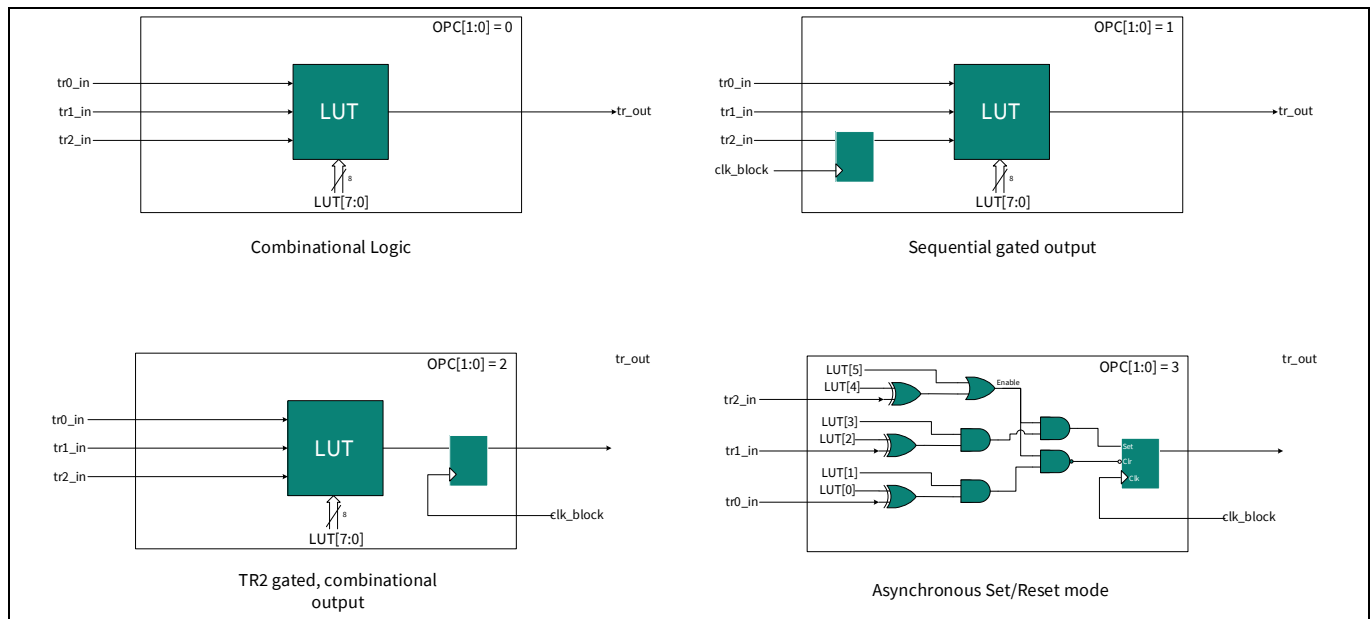 OPC[1:0] = 0
tr0_in
tr1_in
tr2_in
LUT
tr_out
8
LUT[7:0]
Combinational Logic
OPC[1:0] = 1
tr0_in
tr1_in
tr2_in
clk_block
LUT
tr_out
8
LUT[7:0]
Sequential gated output
OPC[1:0] = 2
tr_out
tr0_in
tr1_in
tr2_in
LUT
8
LUT[7:0]
clk_block
TR2 gated, combinational
output
OPC[1:0] = 3
tr_out
LUT[5]
LUT[4]
Enable
tr2_in
LUT[3]
LUT[2]
tr1_in
LUT[1]
LUT[0]
tr0_in
Set
Clr
Clk
clk_block
Asynchronous Set/Reset mode